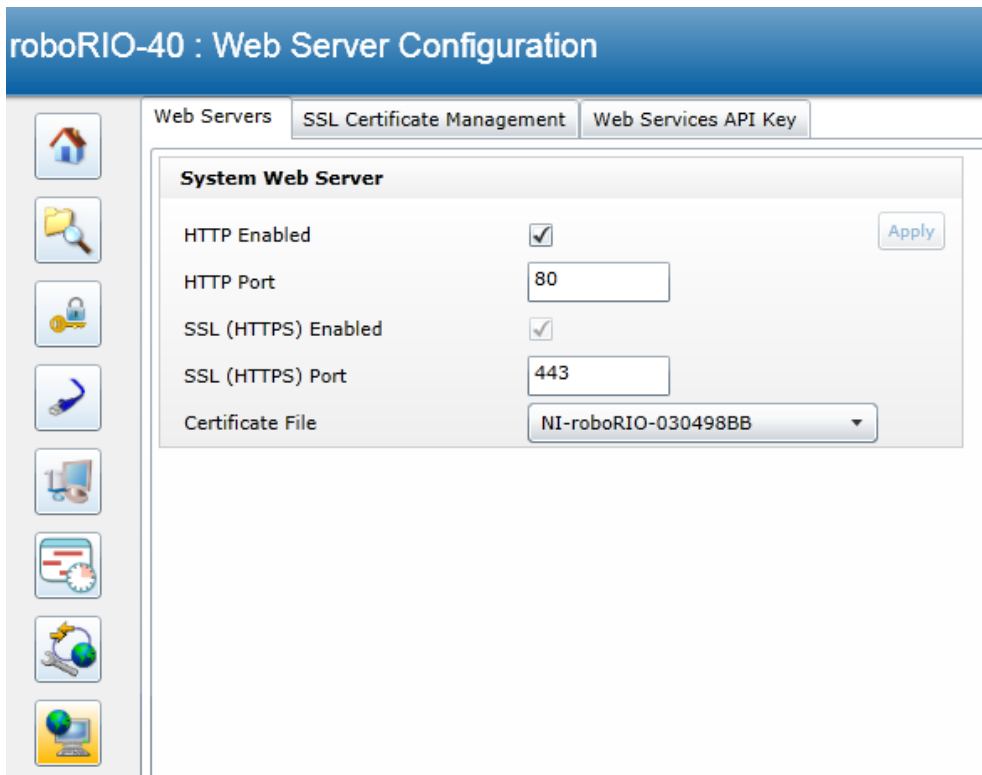 roboRIO-40 : Web Server Configuration
Web Servers SSL Certificate Management Web Services API Key
System Web Server
HTTP Enabled Apply
HTTP Port 80
SSL (HTTPS) Enabled
SSL (HTTPS) Port 443
Certificate File NI-roboRIO-030498BB